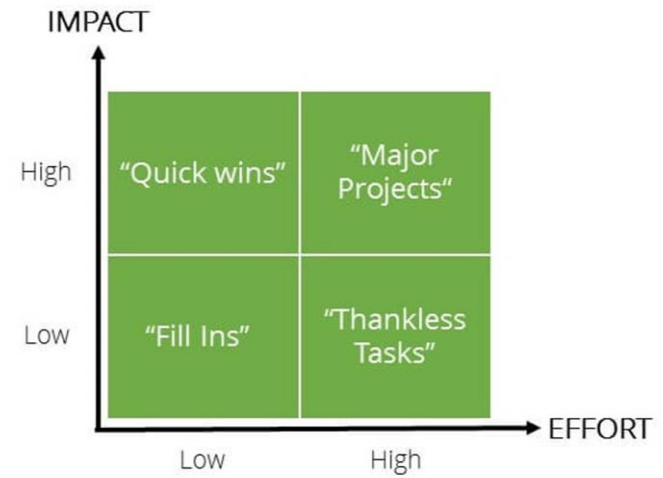 IMPACT
High
“Quick wins”
“Major
Projects“
Low
“Fill Ins”
“Thankless
Tasks”
EFFORT
Low
High